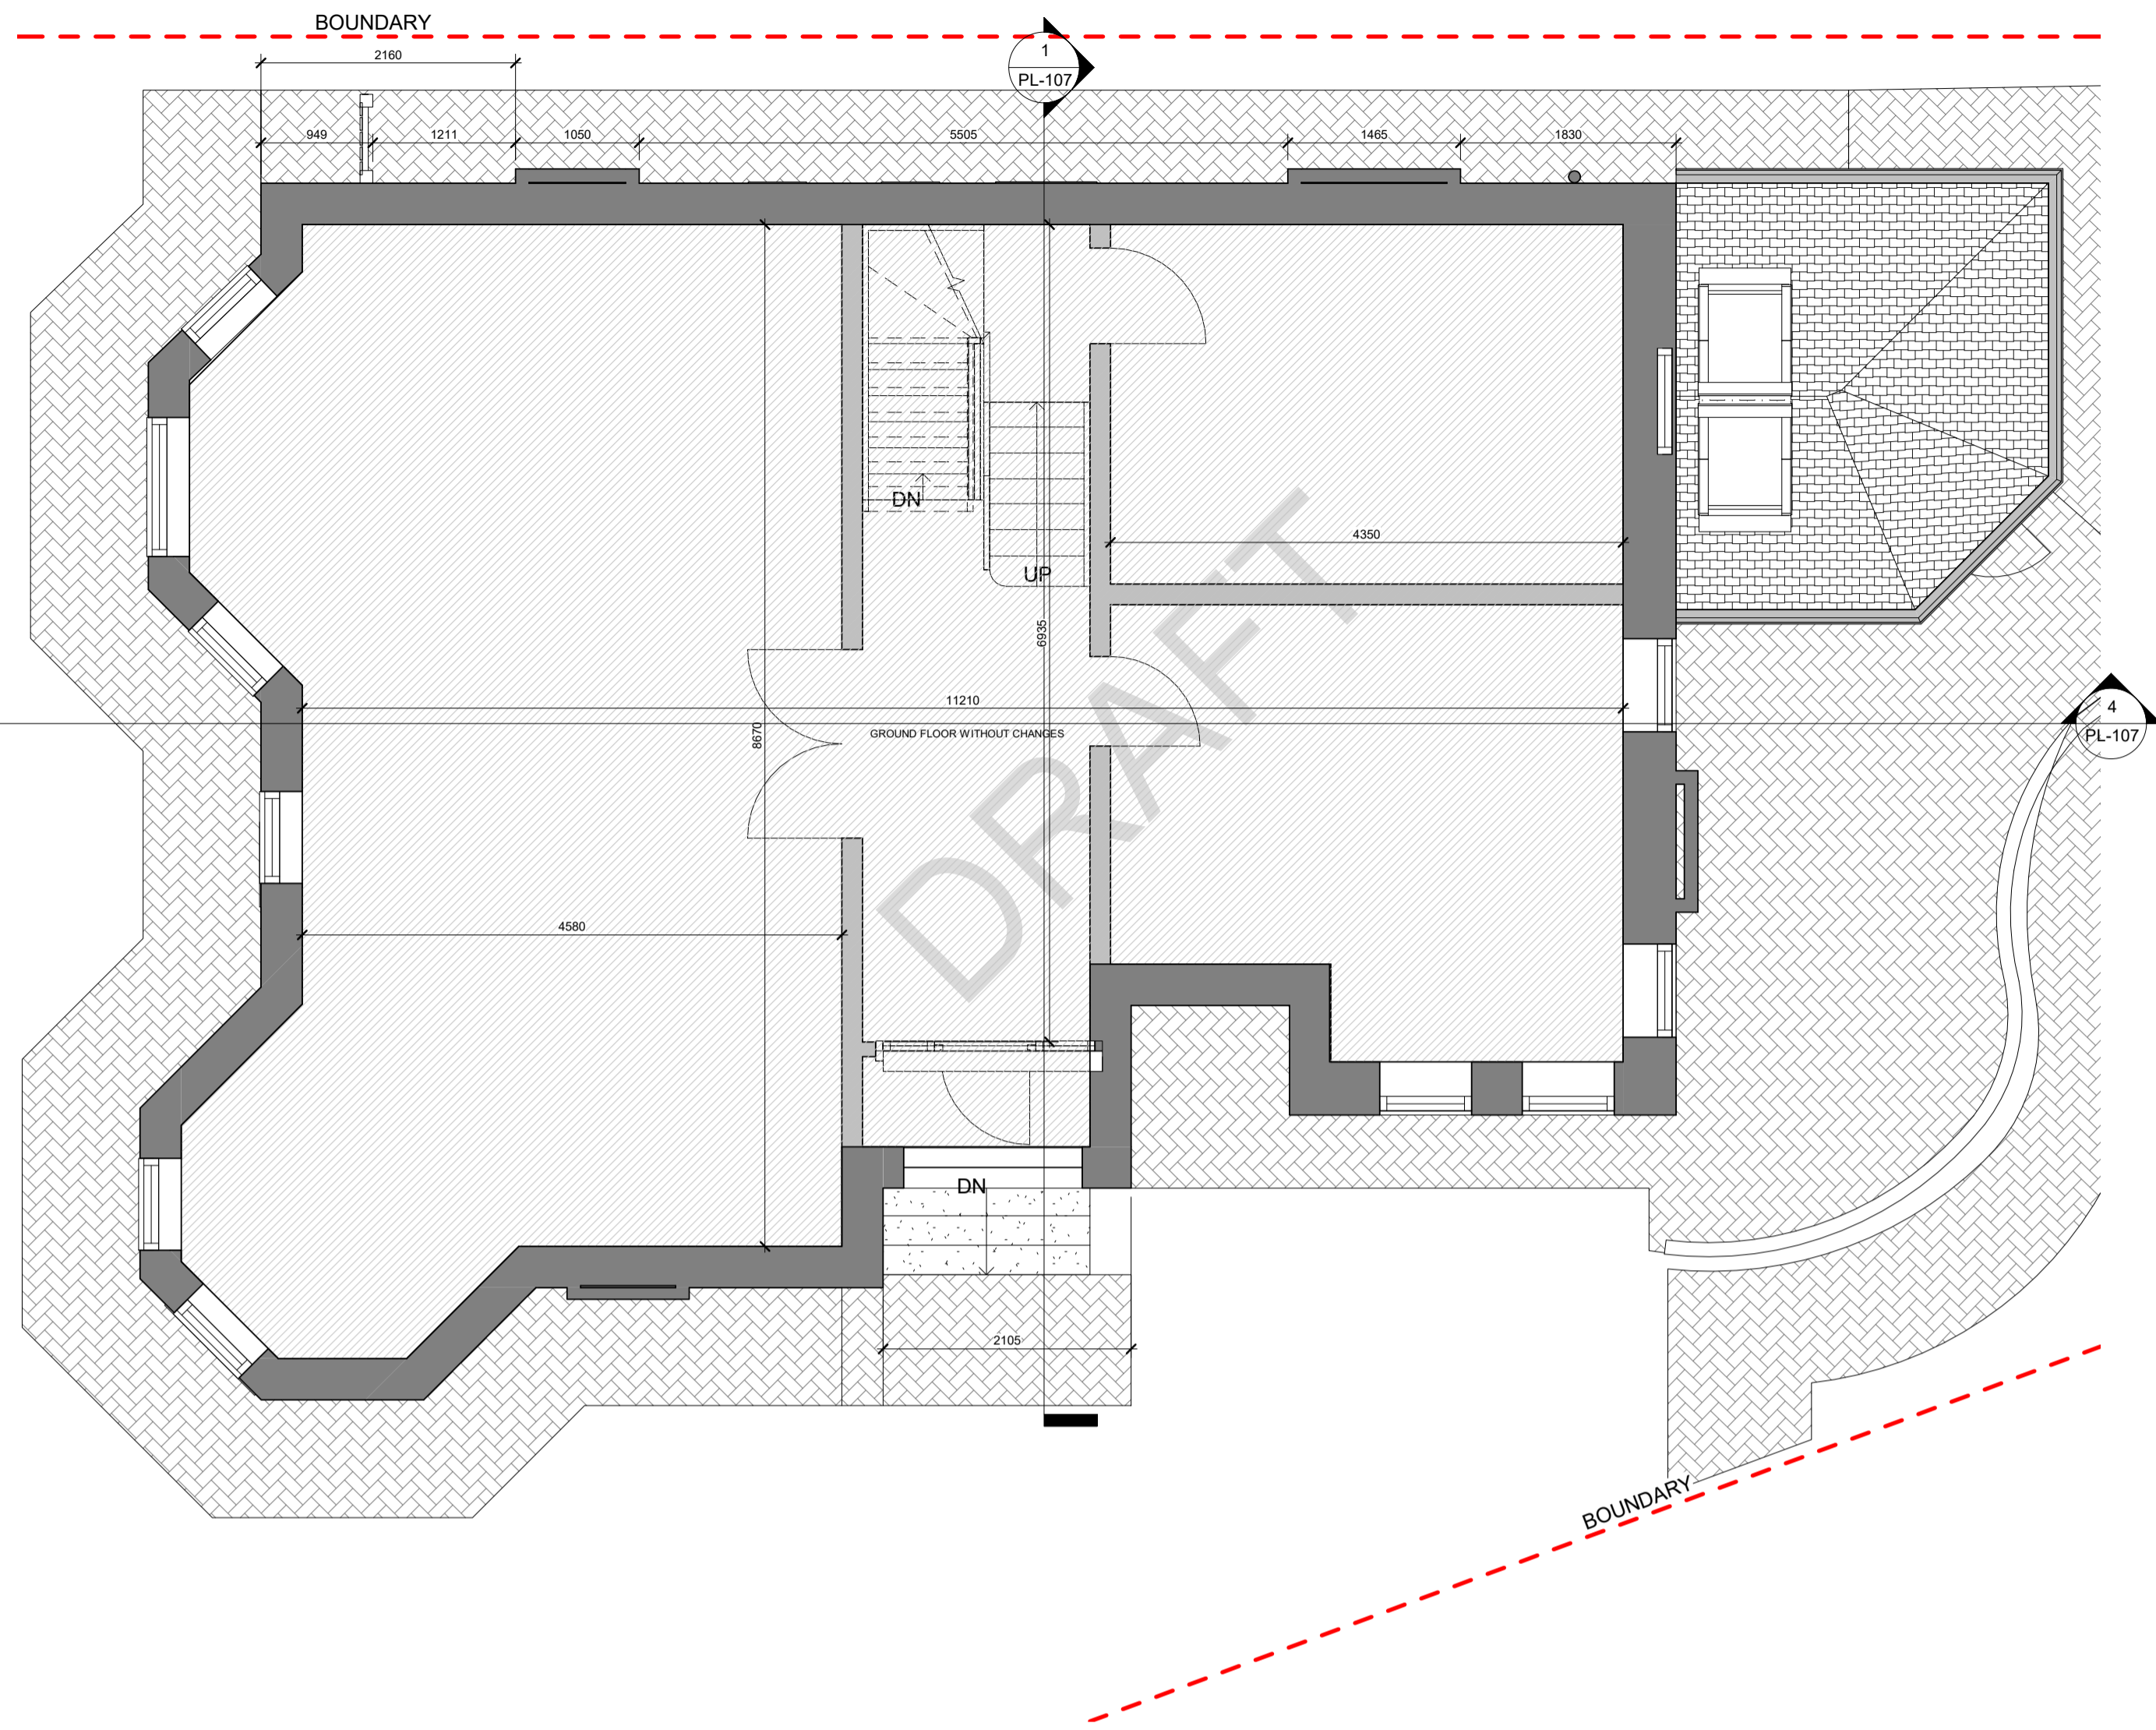 BOUNDARY
2160
1
PL-107
949
1211
1050
5505
1465
1830
DN
4350
UP
6935
11210
8670
GROUND FLOOR WITHOUT CHANGES
4
PL-107
DRAFT
4580
DN
2105
BOUNDARY